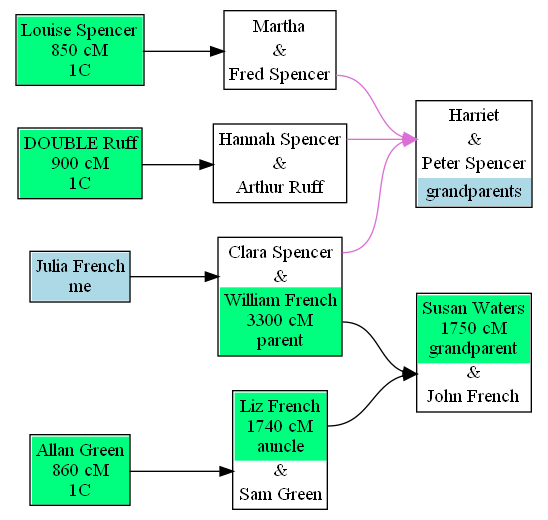 Louise Spencer
850 cM
1C
Martha
&
Fred Spencer
DOUBLE Ruff
900 cM
1C
Hannah Spencer
&
Arthur Ruff
Harriet
&
Peter Spencer
grandparents
Julia French
me
Clara Spencer
&
William French
3300 cM
parent
Susan Waters
1750 cM
grandparent
&
John French
Allan Green
860 cM
1C
Liz French
1740 cM
auncle
&
Sam Green